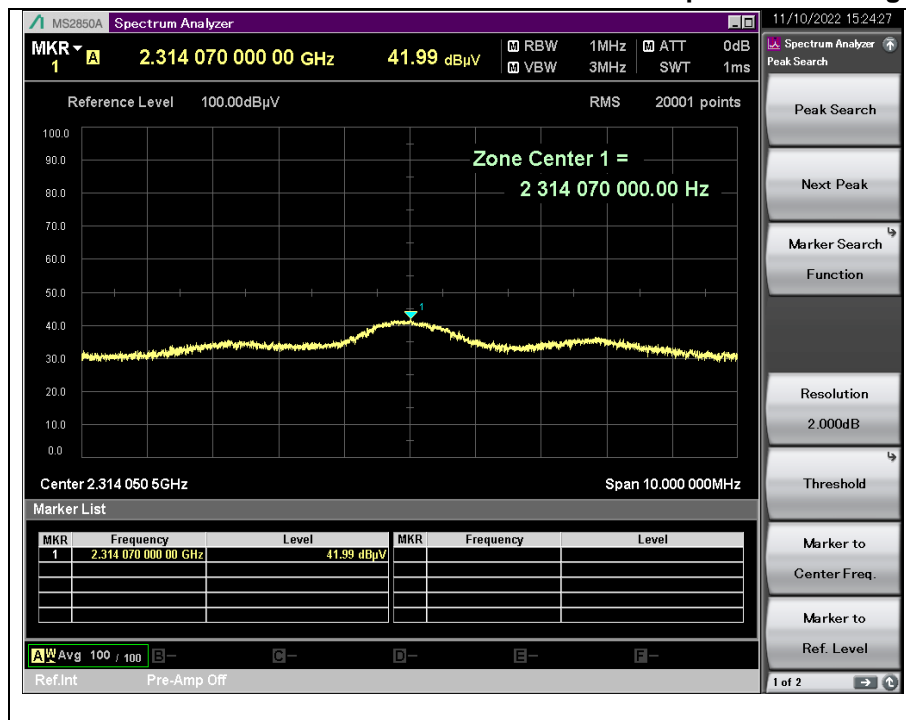 MS2850A Spectrum Analyzer
11/10/2022 15:24:27
MKR 1 A 2.314 070 000 00 GHz 41.99 dBµV
M RBW 1MHz M ATT 0dB
M VBW 3MHz SWT 1ms
Reference Level 100.00dBµV RMS 20001 points
100.0
90.0
80.0
70.0
60.0
50.0
40.0
30.0
20.0
10.0
0.0
Zone Center 1 =
2 314 070 000.00 Hz
1
Center 2.314 050 5GHz Span 10.000 000MHz
Marker List
MKR Frequency Level MKR Frequency Level
1 2.314 070 000 00 GHz 41.99 dBµV
A W Avg 100 / 100 B – C – D – E – F –
Ref.Int Pre-Amp Off
Spectrum Analyzer
Peak Search
Peak Search
Next Peak
Marker Search
Function
Resolution
2.000dB
Threshold
Marker to
Center Freq.
Marker to
Ref. Level
1 of 2